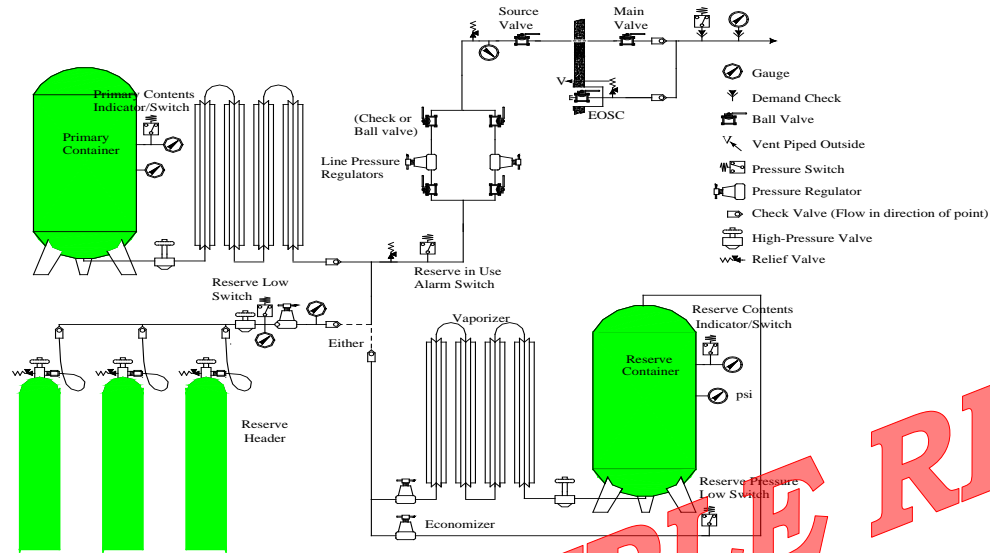 Source
Valve
Main
Valve
Primary Contents
Indicator/Switch
Primary
Container
(Check or
Ball valve)
Line Pressure
Regulators
V
EOSC
Gauge
Demand Check
Ball Valve
V
Vent Piped Outside
Pressure Switch
Pressure Regulator
Check Valve (Flow in direction of point)
High-Pressure Valve
Relief Valve
Reserve in Use
Alarm Switch
Reserve Low
Switch
Either
Vaporizer
Reserve Contents
Indicator/Switch
Reserve
Container
psi
Reserve
Header
Reserve Pressure
Low Switch
Economizer